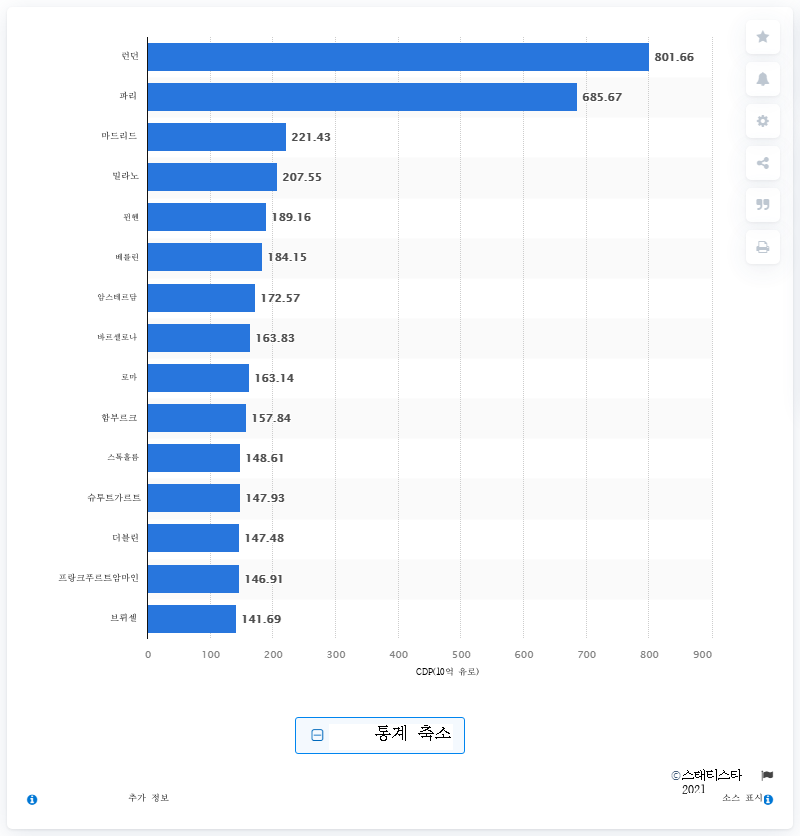 런던 801.66
파리 685.67
마드리드 221.43
밀라노 207.55
뮌헨 189.16
베를린 184.15
암스테르담 172.57
바르셀로나 163.83
로마 163.14
함부르크 157.84
스톡홀름 148.61
슈투트가르트 147.93
더블린 147.48
프랑크푸르트암마인 146.91
브뤼셀 141.69
0 100 200 300 400 500 600 700 800 900
CDP(10억 유로)
통계 축소
©스태티스타
2021
추가 정보 소스 표시